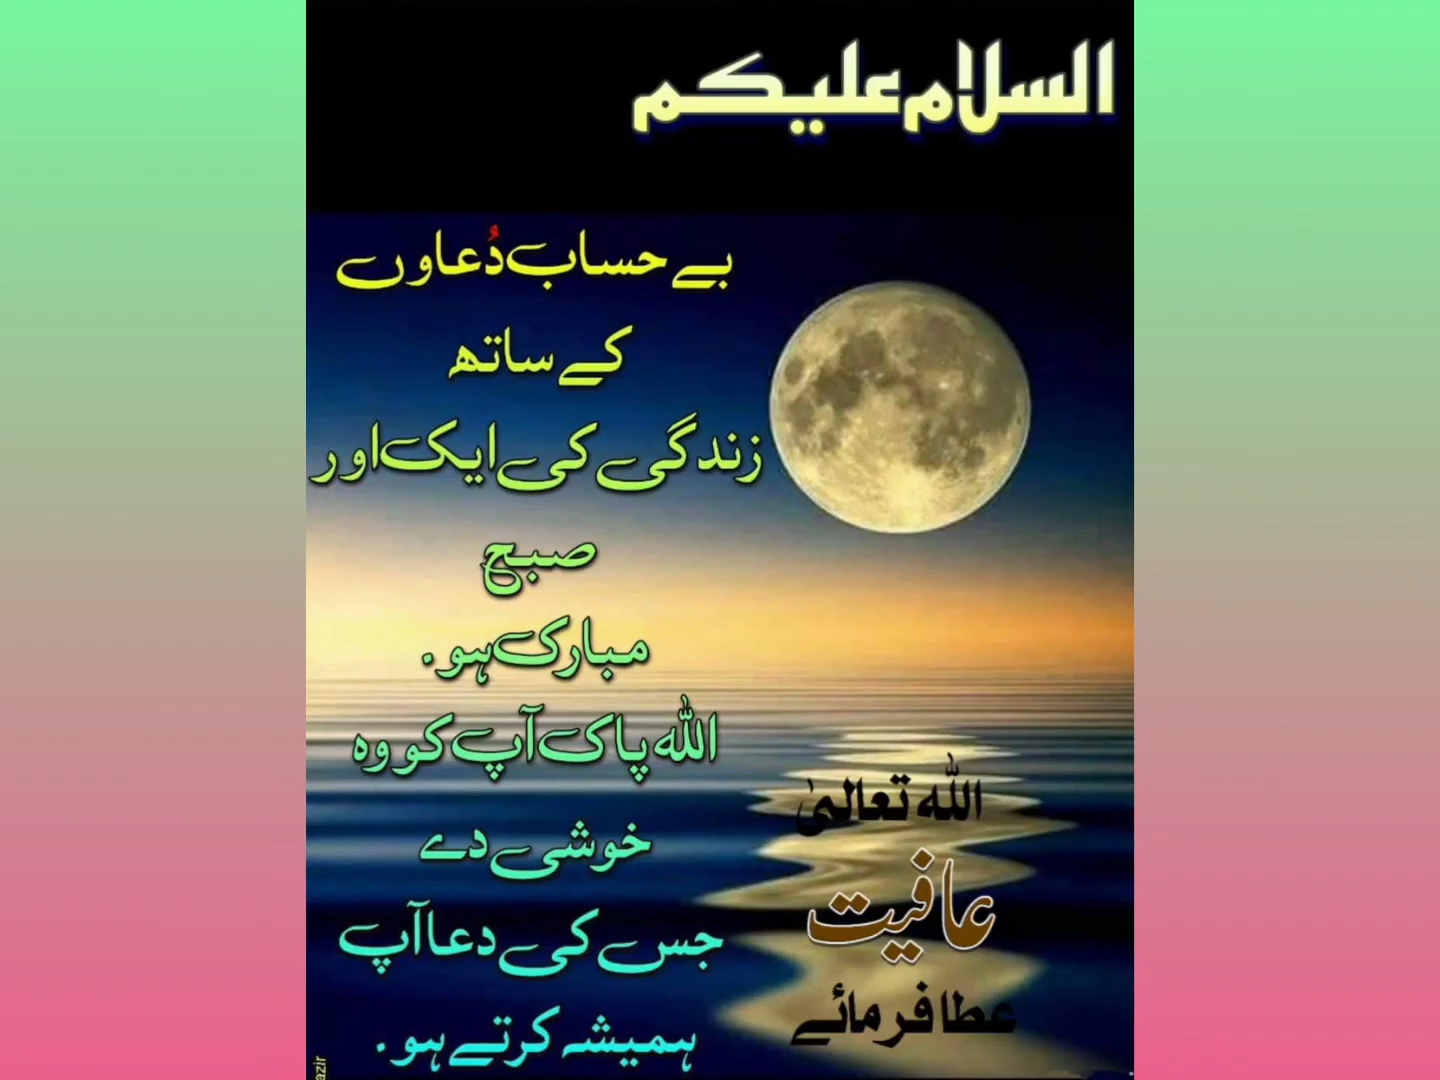 السلام علیکم
بے حساب دُعاوں
کے ساتھ
زندگی کی ایک اور
صبح
مبارک ہو.
اللہ پاک آپ کو وہ
خوشی دے
جس کی دعا آپ
ہمیشہ کرتے ہو.
اللہ تعالیٰ
عافیت
عطا فرمائے
azir